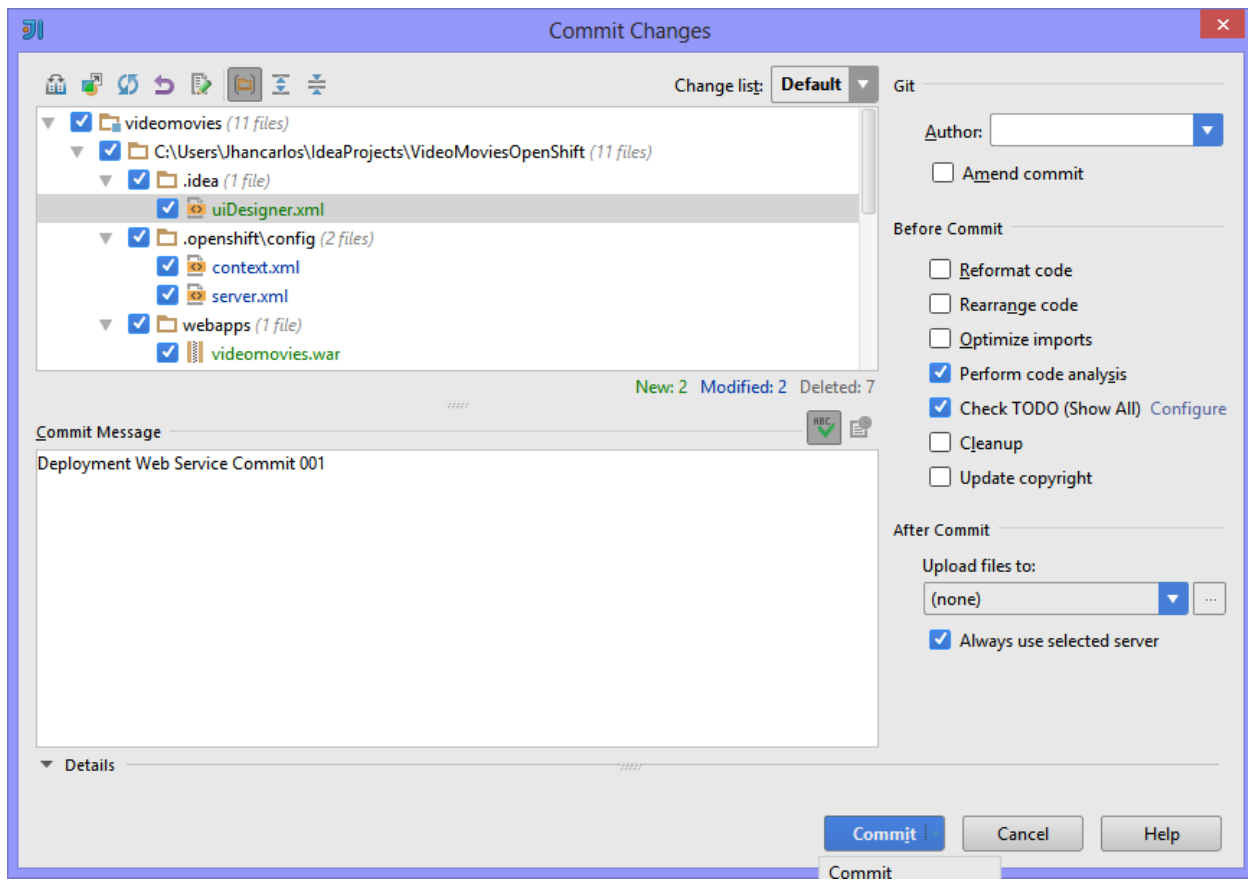 Commit Changes
Change list: Default
videomovies (11 files)
C:\Users\Jhancarlos\IdeaProjects\VideoMoviesOpenShift (11 files)
.idea (1 file)
uiDesigner.xml
.openshift\config (2 files)
context.xml
server.xml
webapps (1 file)
videomovies.war
New: 2 Modified: 2 Deleted: 7
Commit Message
ABC
Deployment Web Service Commit 001
Details
Git
Author:
Amend commit
Before Commit
Reformat code
Rearrange code
Optimize imports
Perform code analysis
Check TODO (Show All) Configure
Cleanup
Update copyright
After Commit
Upload files to:
(none)
...
Always use selected server
Commit Cancel Help
Commit